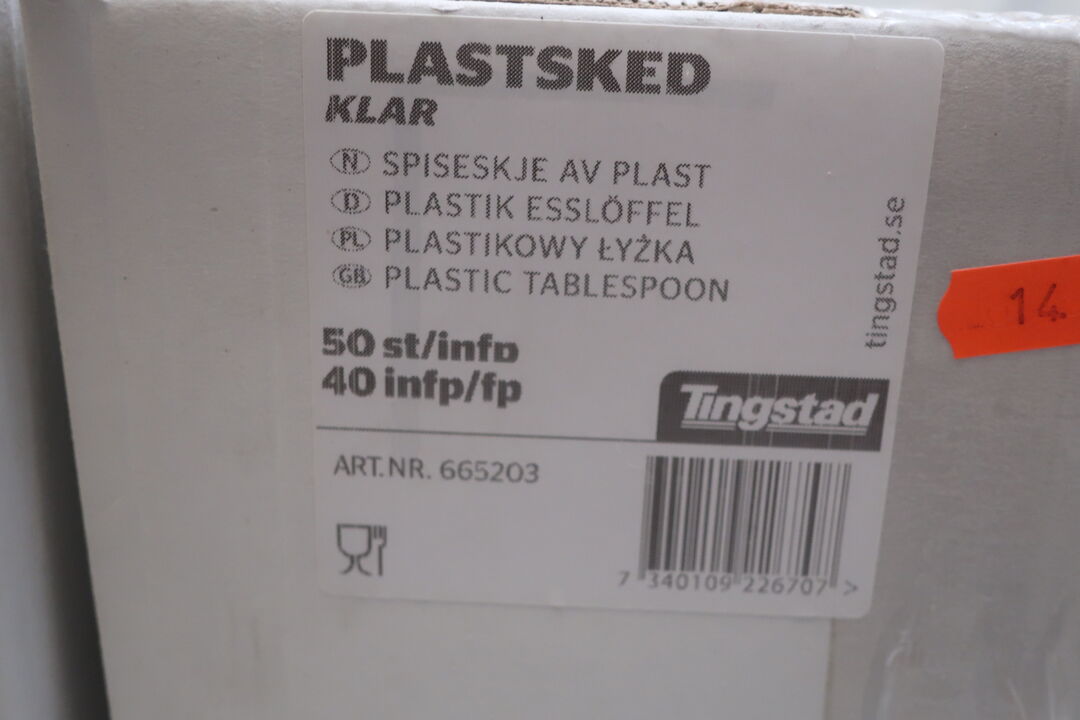 PLASTSKED
KLAR
N SPISESKJE AV PLAST
D PLASTIK ESSLÖFFEL
PL PLASTIKOWY ŁYŻKA
GB PLASTIC TABLESPOON
50 st/infp
40 infp/fp
tingstad.se
Tingstad
ART.NR. 665203
7 340109 226707 >
14.